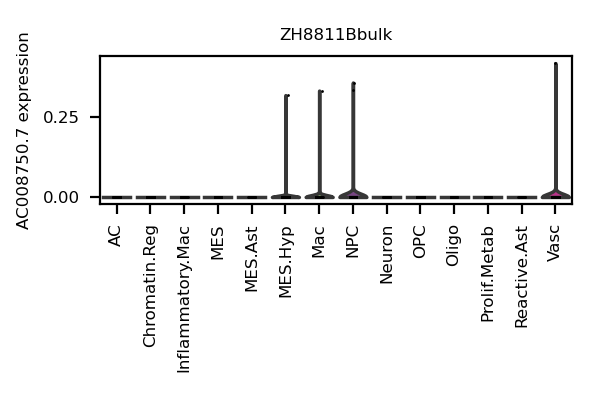 ZH8811Bbulk
AC008750.7 expression
0.25
0.00
AC
Chromatin.Reg
Inflammatory.Mac
MES
MES.Ast
MES.Hyp
Mac
NPC
Neuron
OPC
Oligo
Prolif.Metab
Reactive.Ast
Vasc